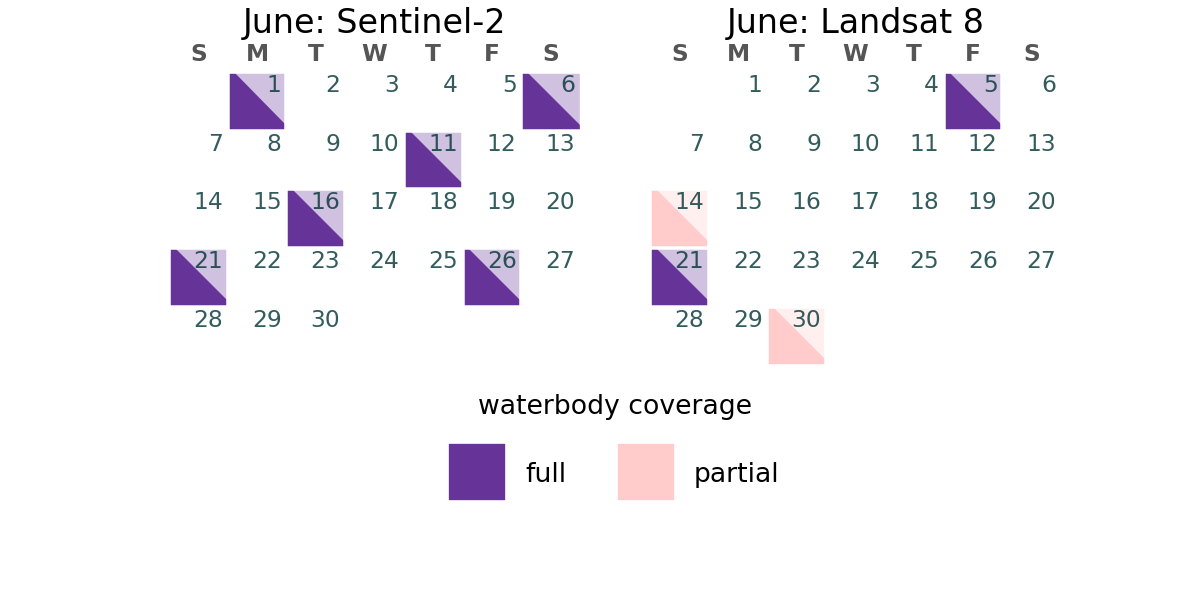 June: Sentinel-2
S M T W T F S
1 2 3 4 5 6
7 8 9 10 11 12 13
14 15 16 17 18 19 20
21 22 23 24 25 26 27
28 29 30
June: Landsat 8
S M T W T F S
1 2 3 4 5 6
7 8 9 10 11 12 13
14 15 16 17 18 19 20
21 22 23 24 25 26 27
28 29 30
waterbody coverage
full
partial